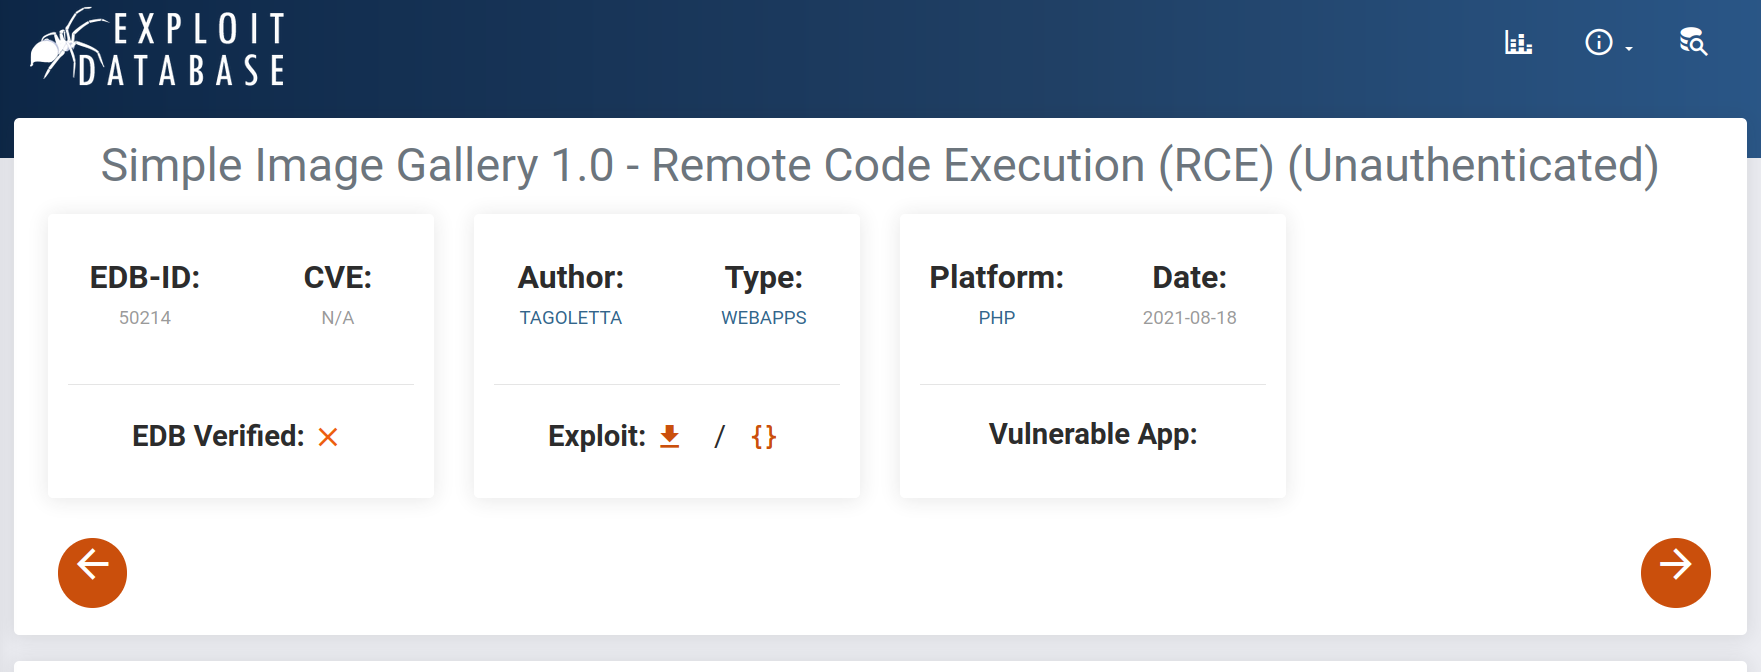 EXPLOIT
DATABASE
Simple Image Gallery 1.0 - Remote Code Execution (RCE) (Unauthenticated)
EDB-ID:
50214
CVE:
N/A
EDB Verified:
Author:
TAGOLETTA
Type:
WEBAPPS
Exploit: / {}
Platform:
PHP
Date:
2021-08-18
Vulnerable App: